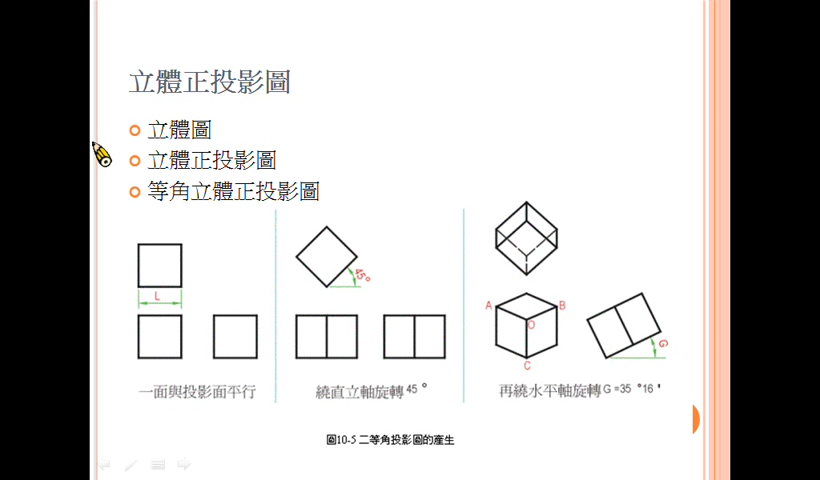 立體正投影圖
立體圖
立體正投影圖
等角立體正投影圖
L
45°
A
B
O
C
G
一面與投影面平行
繞直立軸旋轉 45 °
再繞水平軸旋轉 G =35 °16 '
圖10-5 二等角投影圖的產生